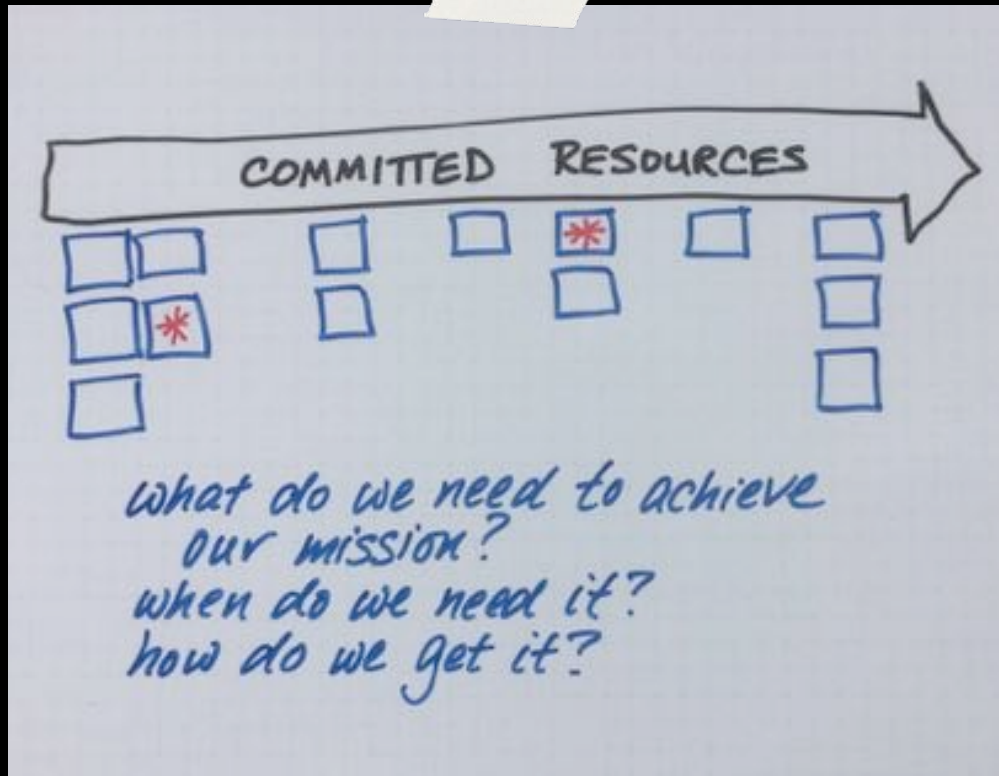 COMMITTED RESOURCES
what do we need to achieve
our mission?
when do we need it?
how do we get it?